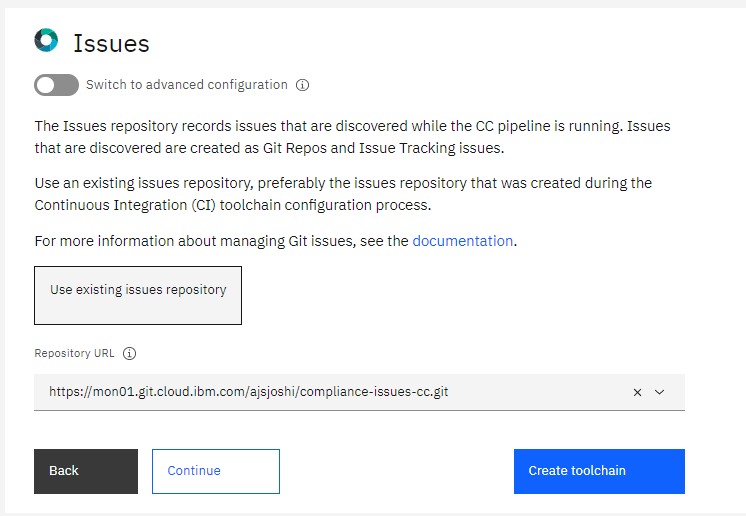 Issues
Switch to advanced configuration
The Issues repository records issues that are discovered while the CC pipeline is running. Issues
that are discovered are created as Git Repos and Issue Tracking issues.
Use an existing issues repository, preferably the issues repository that was created during the
Continuous Integration (CI) toolchain configuration process.
For more information about managing Git issues, see the documentation.
Use existing issues repository
Repository URL
https://mon01.git.cloud.ibm.com/ajsjoshi/compliance-issues-cc.git
Back Continue Create toolchain